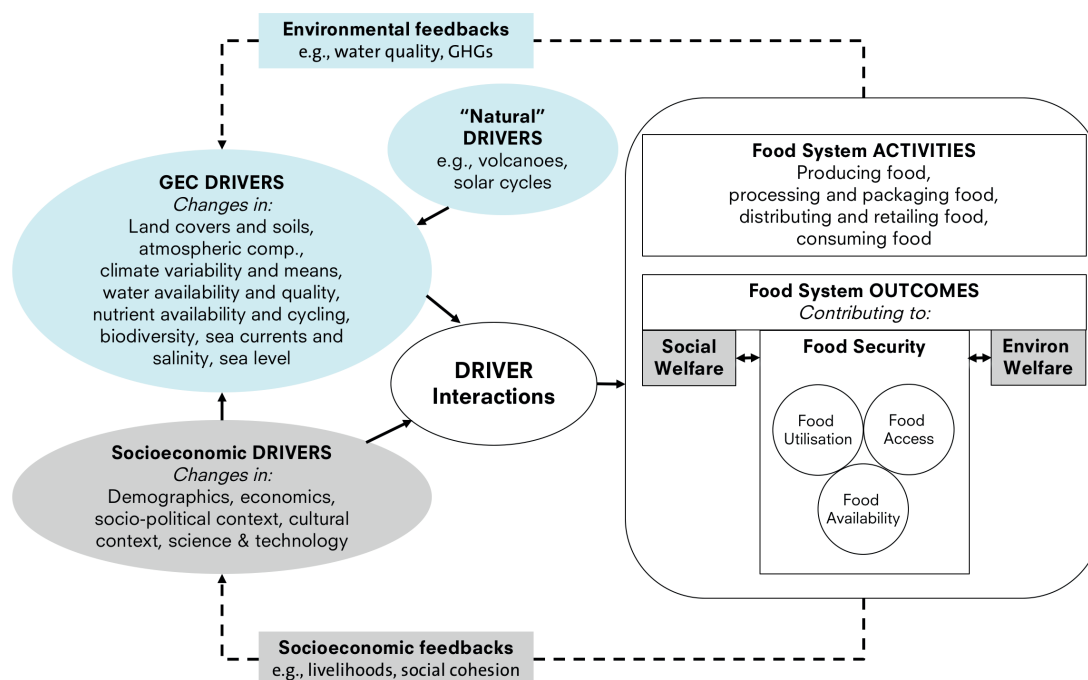 Environmental feedbacks
e.g., water quality, GHGs
“Natural”
DRIVERS
e.g., volcanoes,
solar cycles
GEC DRIVERS
Changes in:
Land covers and soils,
atmospheric comp.,
climate variability and means,
water availability and quality,
nutrient availability and cycling,
biodiversity, sea currents and
salinity, sea level
DRIVER
Interactions
Socioeconomic DRIVERS
Changes in:
Demographics, economics,
socio-political context, cultural
context, science & technology
Socioeconomic feedbacks
e.g., livelihoods, social cohesion
Food System ACTIVITIES
Producing food,
processing and packaging food,
distributing and retailing food,
consuming food
Food System OUTCOMES
Contributing to:
Social
Welfare
Food Security
Environ
Welfare
Food
Utilisation
Food
Access
Food
Availability